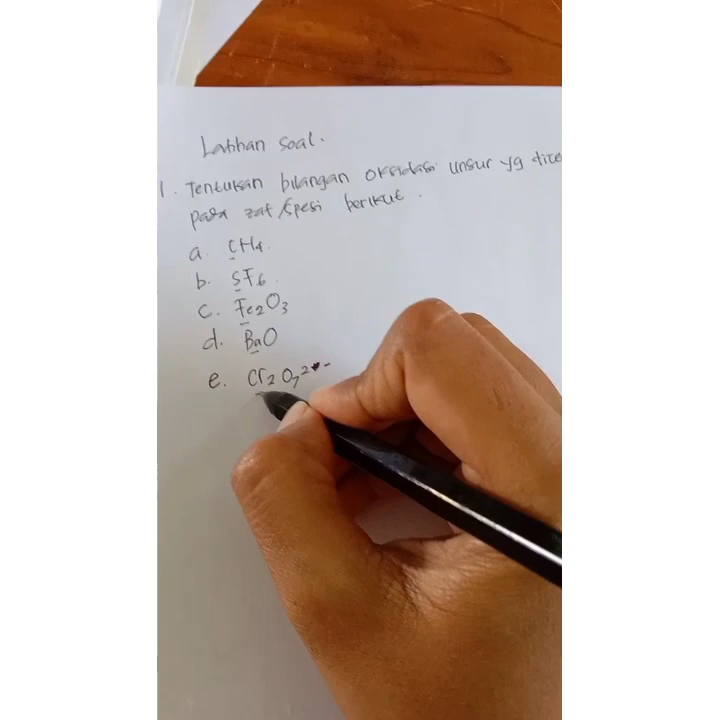 Latihan soal.
1. Tentukan bilangan oksidasi unsur yg
pada zat/spesi berikut.
a. CH4.
b. SF6.
c. Fe2O3
d. BaO
e. Cr2O7 2-